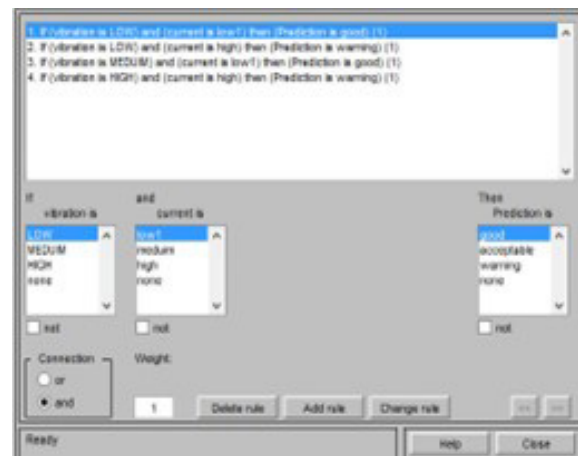 1. If (vibration is LOW) and (current is low1) then (Prediction is good) (1)
2. If (vibration is LOW) and (current is high) then (Prediction is warning) (1)
3. If (vibration is MEDUIM) and (current is low1) then (Prediction is good) (1)
4. If (vibration is HIGH) and (current is high) then (Prediction is warning) (1)
If and Then
vibration is current is Prediction is
LOW low1 good
MEDUIM meduim acceptable
HIGH high warning
none none none
not not not
Connection Weight:
or
and 1 Delete rule Add rule Change rule << >>
Ready Help Close